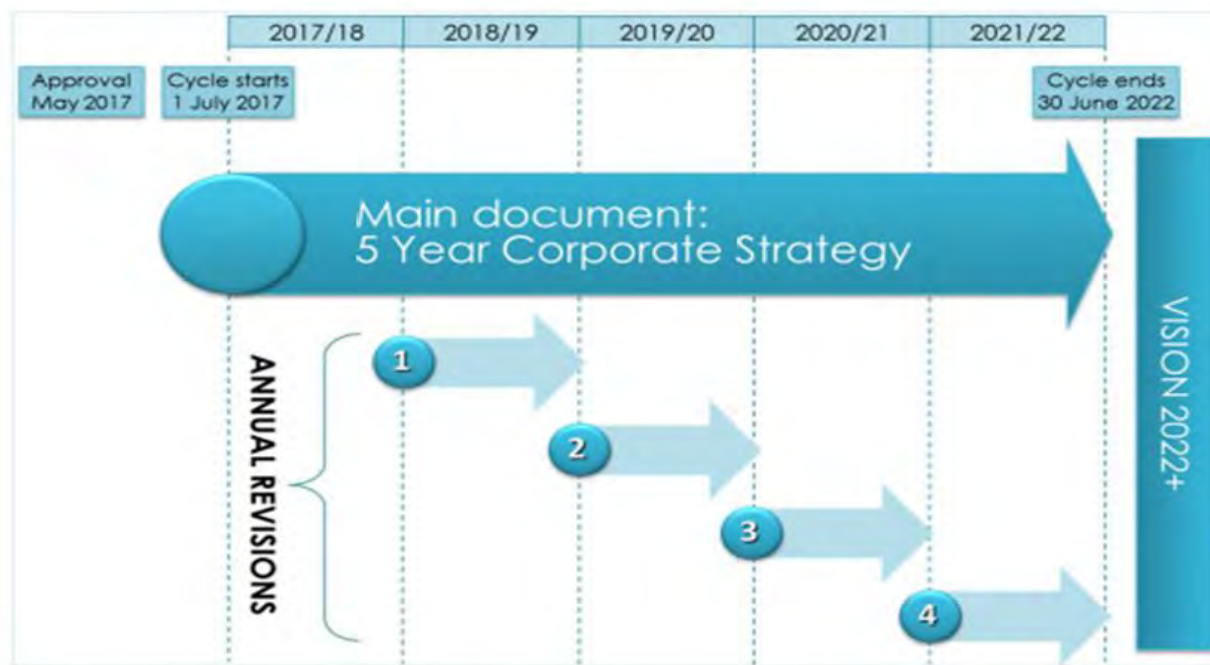 2017/18 2018/19 2019/20 2020/21 2021/22
Approval
May 2017
Cycle starts
1 July 2017
Cycle ends
30 June 2022
Main document:
5 Year Corporate Strategy
ANNUAL REVISIONS
1
2
3
4
VISION 2022+